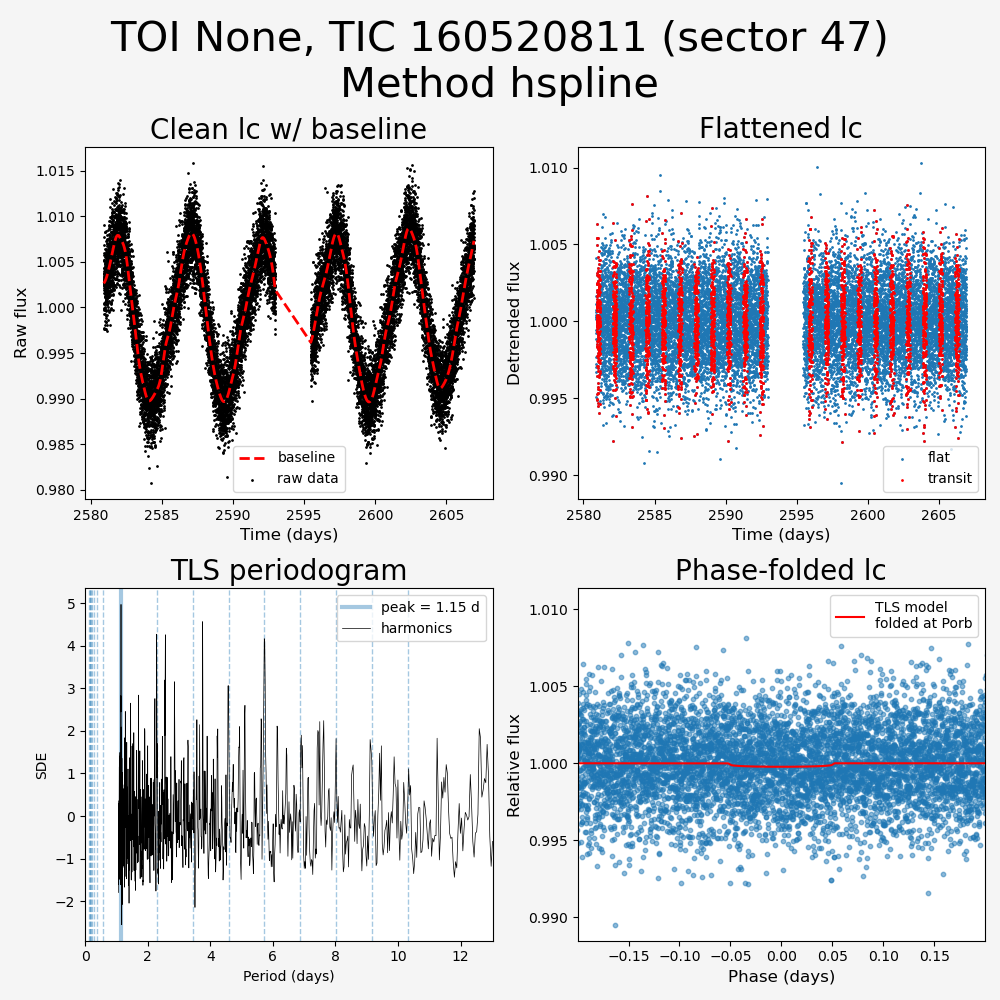 TOI None, TIC 160520811 (sector 47)
Method hspline
Clean lc w/ baseline
Raw flux
1.015
1.010
1.005
1.000
0.995
0.990
0.985
0.980
baseline
raw data
2580 2585 2590 2595 2600 2605
Time (days)
Flattened lc
Detrended flux
1.010
1.005
1.000
0.995
0.990
flat
transit
2580 2585 2590 2595 2600 2605
Time (days)
TLS periodogram
SDE
5
4
3
2
1
0
−1
−2
peak = 1.15 d
harmonics
0 2 4 6 8 10 12
Period (days)
Phase-folded lc
Relative flux
1.010
1.005
1.000
0.995
0.990
TLS model
folded at Porb
−0.15 −0.10 −0.05 0.00 0.05 0.10 0.15
Phase (days)